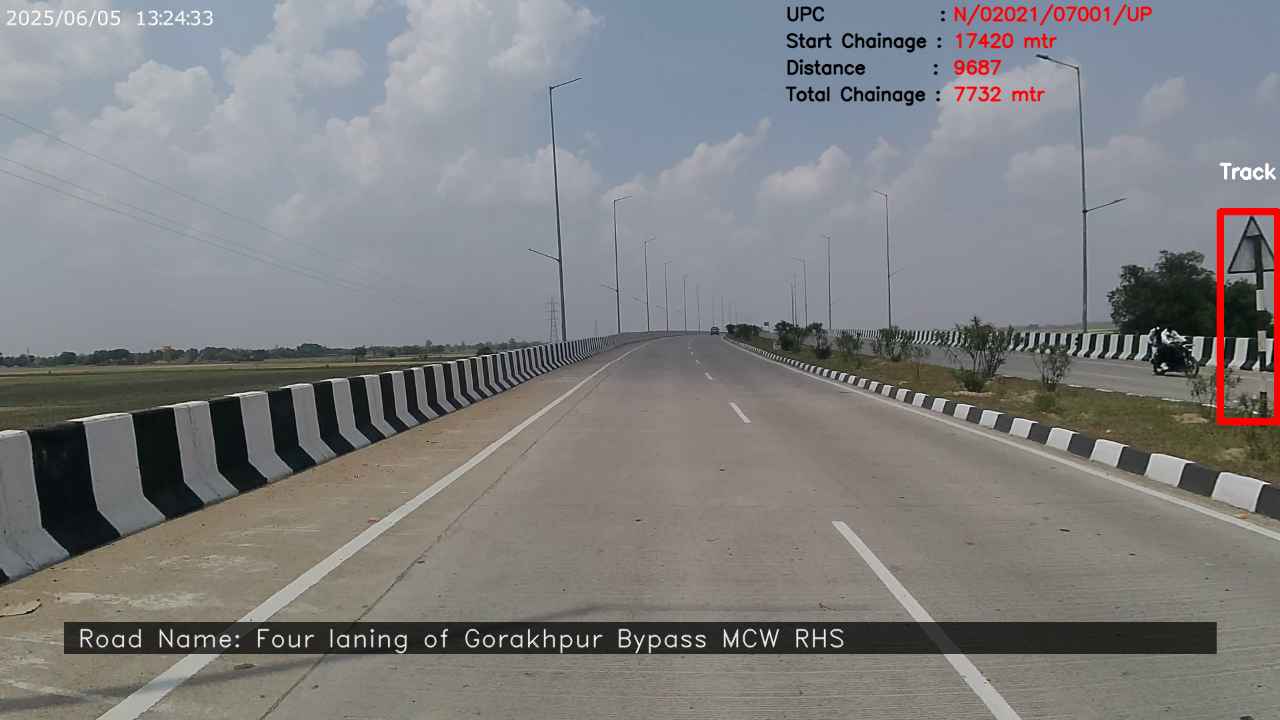 2025/06/05 13:24:33
UPC : N/02021/07001/UP
Start Chainage : 17420 mtr
Distance : 9687
Total Chainage : 7732 mtr
Track
Road Name: Four laning of Gorakhpur Bypass MCW RHS